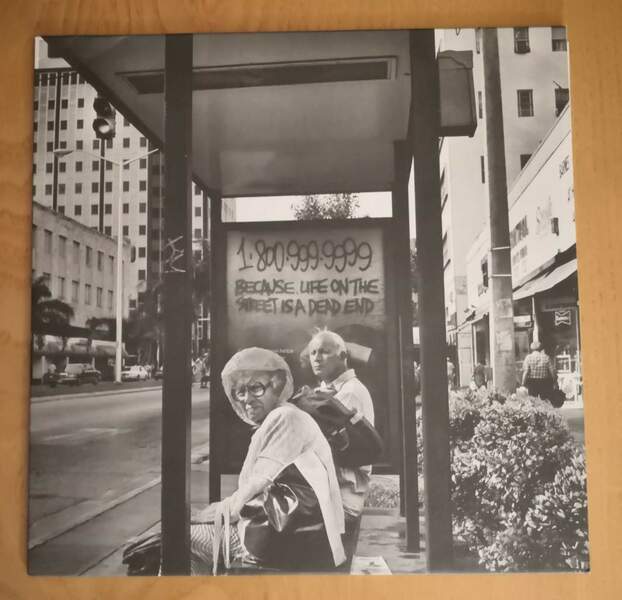 1·800·999·9999
BECAUSE LIFE ON THE
STREET IS A DEAD END